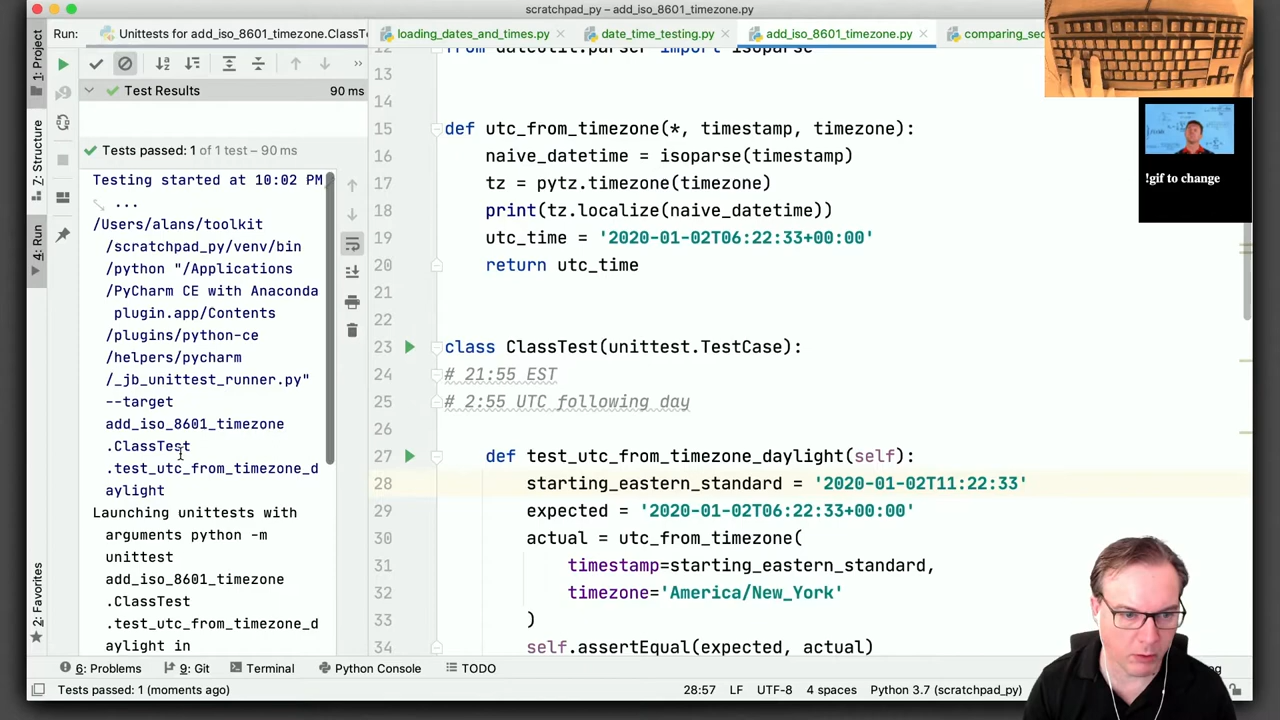 scratchpad_py – add_iso_8601_timezone.py
Run:
Unittests for add_iso_8601_timezone.ClassT
loading_dates_and_times.py
date_time_testing.py
add_iso_8601_timezone.py
comparing_sec
1: Project
Z: Structure
4: Run
2: Favorites
Test Results
90 ms
Tests passed: 1 of 1 test – 90 ms
Testing started at 10:02 PM
...
/Users/alans/toolkit
/scratchpad_py/venv/bin
/python "/Applications
/PyCharm CE with Anaconda
plugin.app/Contents
/plugins/python-ce
/helpers/pycharm
/_jb_unittest_runner.py"
--target
add_iso_8601_timezone
.ClassTest
.test_utc_from_timezone_d
aylight
Launching unittests with
arguments python -m
unittest
add_iso_8601_timezone
.ClassTest
.test_utc_from_timezone_d
aylight in
12 from dateutil.parser import isoparse
13
14
15 def utc_from_timezone(*, timestamp, timezone):
16 naive_datetime = isoparse(timestamp)
17 tz = pytz.timezone(timezone)
18 print(tz.localize(naive_datetime))
19 utc_time = '2020-01-02T06:22:33+00:00'
20 return utc_time
21
22
23 class ClassTest(unittest.TestCase):
24 # 21:55 EST
25 # 2:55 UTC following day
26
27 def test_utc_from_timezone_daylight(self):
28 starting_eastern_standard = '2020-01-02T11:22:33'
29 expected = '2020-01-02T06:22:33+00:00'
30 actual = utc_from_timezone(
31 timestamp=starting_eastern_standard,
32 timezone='America/New_York'
33 )
34 self.assertEqual(expected, actual)
!gif to change
6: Problems
9: Git
Terminal
Python Console
TODO
Tests passed: 1 (moments ago)
28:57
LF
UTF-8
4 spaces
Python 3.7 (scratchpad_py)